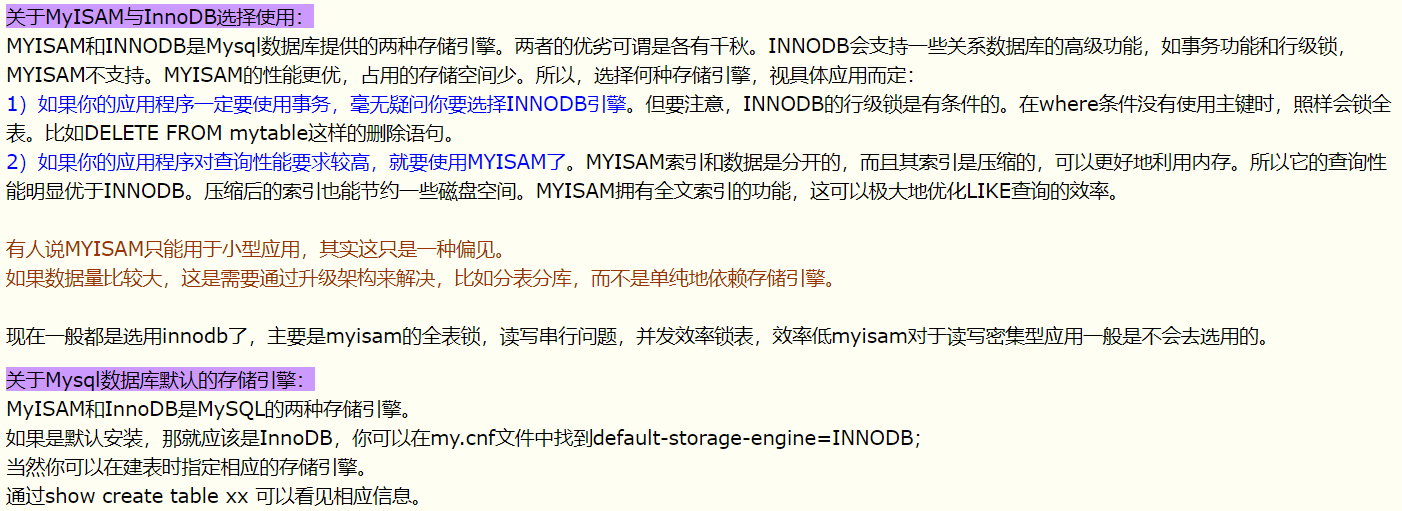 关于MyISAM与InnoDB选择使用：
MYISAM和INNODB是Mysql数据库提供的两种存储引擎。两者的优劣可谓是各有千秋。INNODB会支持一些关系数据库的高级功能，如事务功能和行级锁，
MYISAM不支持。MYISAM的性能更优，占用的存储空间少。所以，选择何种存储引擎，视具体应用而定：
1）如果你的应用程序一定要使用事务，毫无疑问你要选择INNODB引擎。但要注意，INNODB的行级锁是有条件的。在where条件没有使用主键时，照样会锁全
表。比如DELETE FROM mytable这样的删除语句。
2）如果你的应用程序对查询性能要求较高，就要使用MYISAM了。MYISAM索引和数据是分开的，而且其索引是压缩的，可以更好地利用内存。所以它的查询性
能明显优于INNODB。压缩后的索引也能节约一些磁盘空间。MYISAM拥有全文索引的功能，这可以极大地优化LIKE查询的效率。
有人说MYISAM只能用于小型应用，其实这只是一种偏见。
如果数据量比较大，这是需要通过升级架构来解决，比如分表分库，而不是单纯地依赖存储引擎。
现在一般都是选用innodb了，主要是myisam的全表锁，读写串行问题，并发效率锁表，效率低myisam对于读写密集型应用一般是不会去选用的。
关于Mysql数据库默认的存储引擎：
MyISAM和InnoDB是MySQL的两种存储引擎。
如果是默认安装，那就应该是InnoDB，你可以在my.cnf文件中找到default-storage-engine=INNODB；
当然你可以在建表时指定相应的存储引擎。
通过show create table xx 可以看见相应信息。